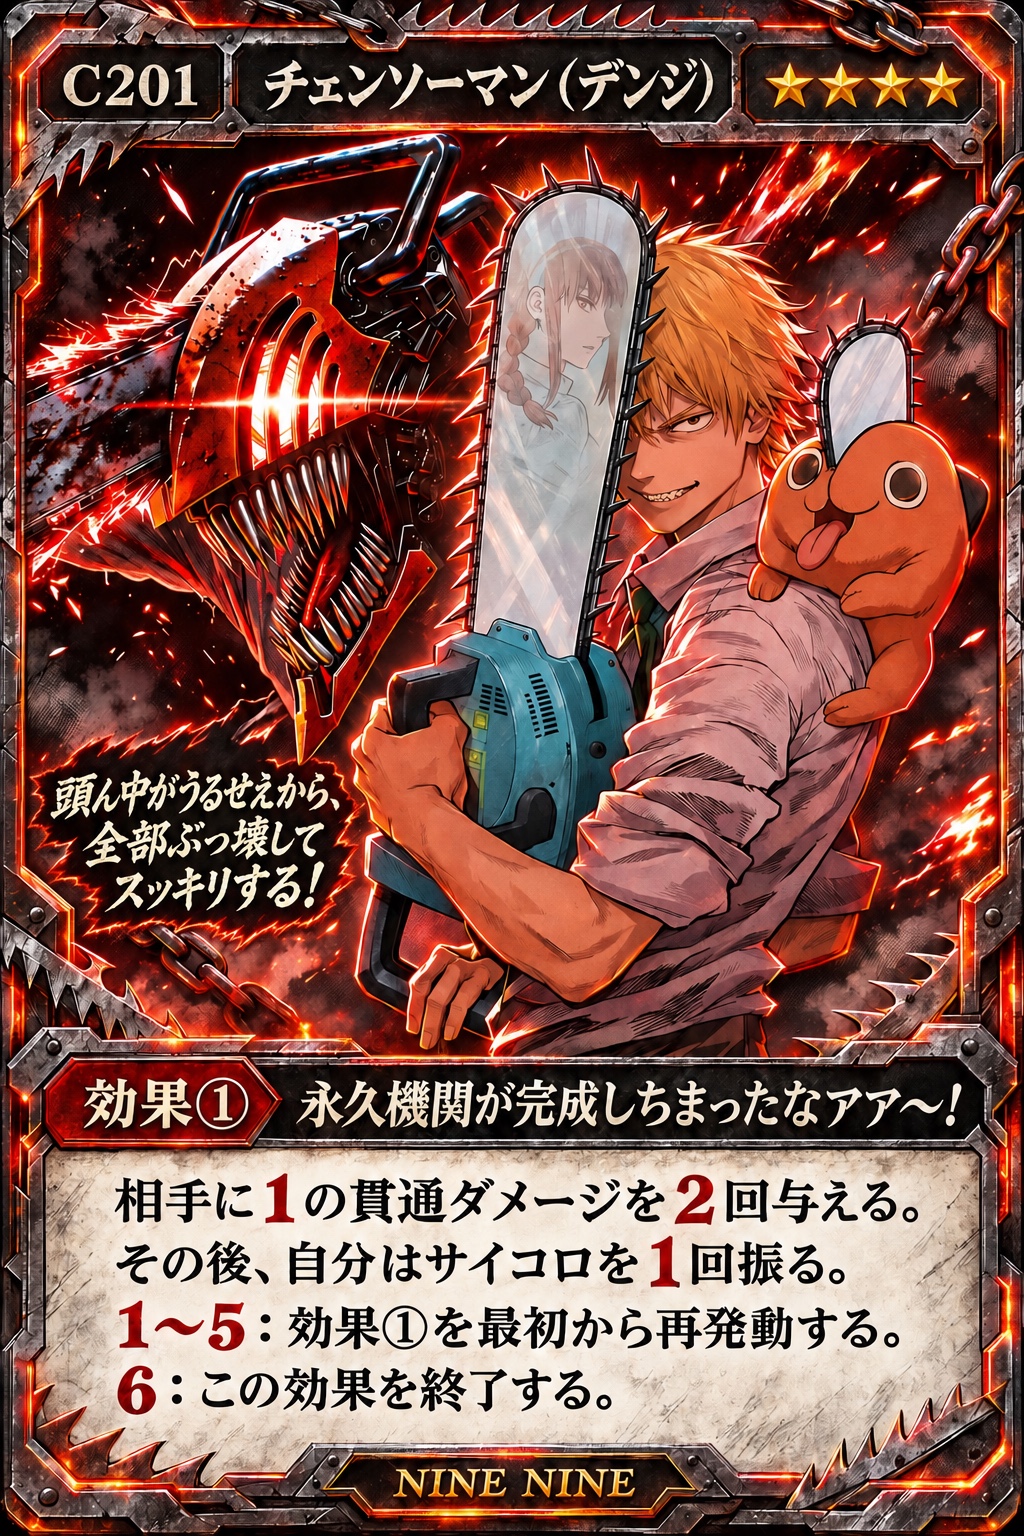 C201
チェンソーマン(デンジ)
★★★★
頭ん中がうるせえから、
全部ぶっ壊して
スッキリする!
効果①
永久機関が完成しちまったなアア〜!
相手に1の貫通ダメージを2回与える。
その後、自分はサイコロを1回振る。
1〜5:効果①を最初から再発動する。
6:この効果を終了する。
NINE NINE